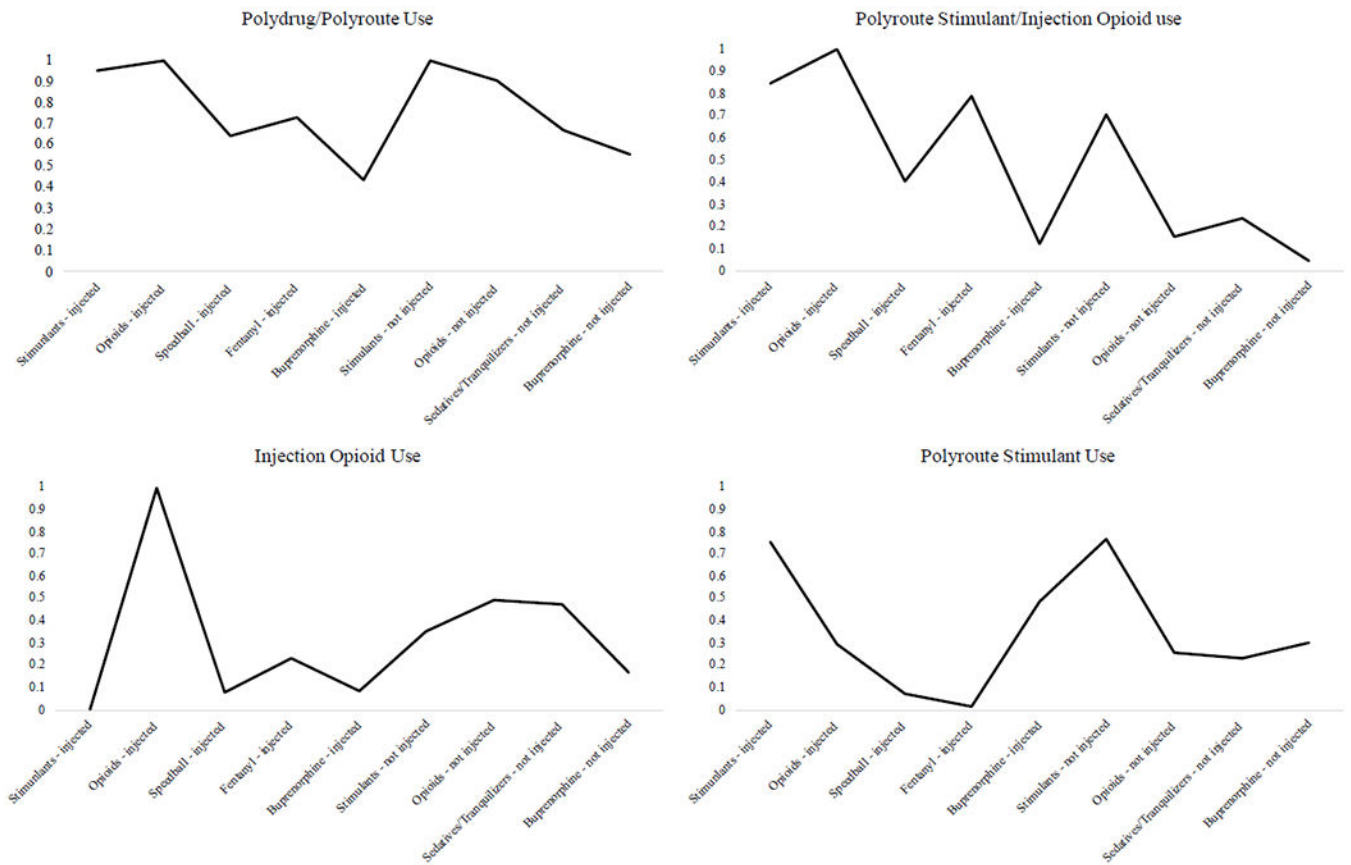 Polydrug/Polyroute Use
1
0.9
0.8
0.7
0.6
0.5
0.4
0.3
0.2
0.1
0
Stimunlants - injected
Opioids - injected
Speedball - injected
Fentanyl - injected
Buprenorphine - injected
Stimulants - not injected
Opioids - not injected
Sedatives/Tranquilizers - not injected
Buprenorphine - not injected
Polyroute Stimulant/Injection Opioid use
1
0.9
0.8
0.7
0.6
0.5
0.4
0.3
0.2
0.1
0
Stimunlants - injected
Opioids - injected
Speedball - injected
Fentanyl - injected
Buprenorphine - injected
Stimulants - not injected
Opioids - not injected
Sedatives/Tranquilizers - not injected
Buprenorphine - not injected
Injection Opioid Use
1
0.9
0.8
0.7
0.6
0.5
0.4
0.3
0.2
0.1
0
Stimunlants - injected
Opioids - injected
Speedball - injected
Fentanyl - injected
Buprenorphine - injected
Stimulants - not injected
Opioids - not injected
Sedatives/Tranquilizers - not injected
Buprenorphine - not injected
Polyroute Stimulant Use
1
0.9
0.8
0.7
0.6
0.5
0.4
0.3
0.2
0.1
0
Stimunlants - injected
Opioids - injected
Speedball - injected
Fentanyl - injected
Buprenorphine - injected
Stimulants - not injected
Opioids - not injected
Sedatives/Tranquilizers - not injected
Buprenorphine - not injected